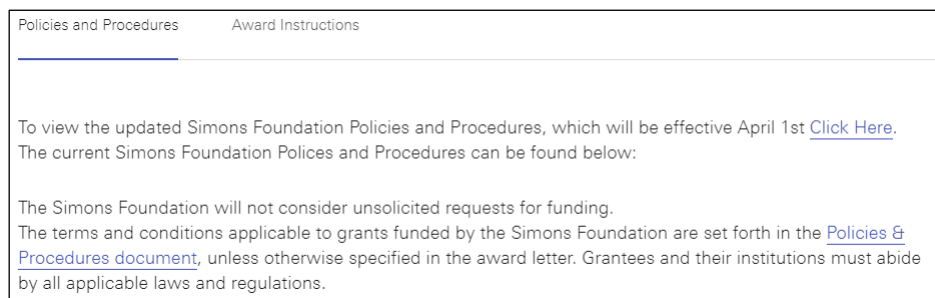 Policies and Procedures Award Instructions
To view the updated Simons Foundation Policies and Procedures, which will be effective April 1st Click Here.
The current Simons Foundation Polices and Procedures can be found below:
The Simons Foundation will not consider unsolicited requests for funding.
The terms and conditions applicable to grants funded by the Simons Foundation are set forth in the Policies &
Procedures document, unless otherwise specified in the award letter. Grantees and their institutions must abide
by all applicable laws and regulations.